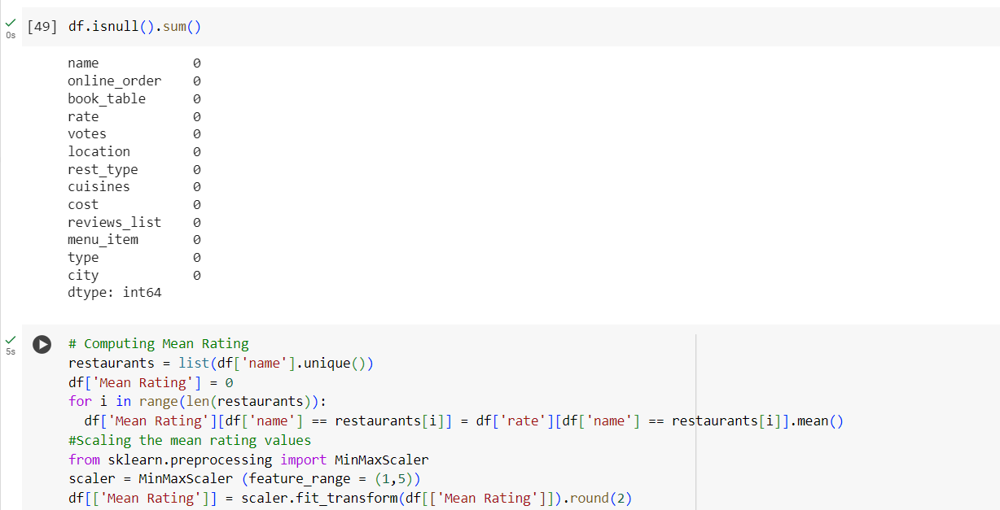 [49] df.isnull().sum()
0s
name 0
online_order 0
book_table 0
rate 0
votes 0
location 0
rest_type 0
cuisines 0
cost 0
reviews_list 0
menu_item 0
type 0
city 0
dtype: int64
# Computing Mean Rating
5s
restaurants = list(df['name'].unique())
df['Mean Rating'] = 0
for i in range(len(restaurants)):
  df['Mean Rating'][df['name'] == restaurants[i]] = df['rate'][df['name'] == restaurants[i]].mean()
#Scaling the mean rating values
from sklearn.preprocessing import MinMaxScaler
scaler = MinMaxScaler (feature_range = (1,5))
df[['Mean Rating']] = scaler.fit_transform(df[['Mean Rating']]).round(2)